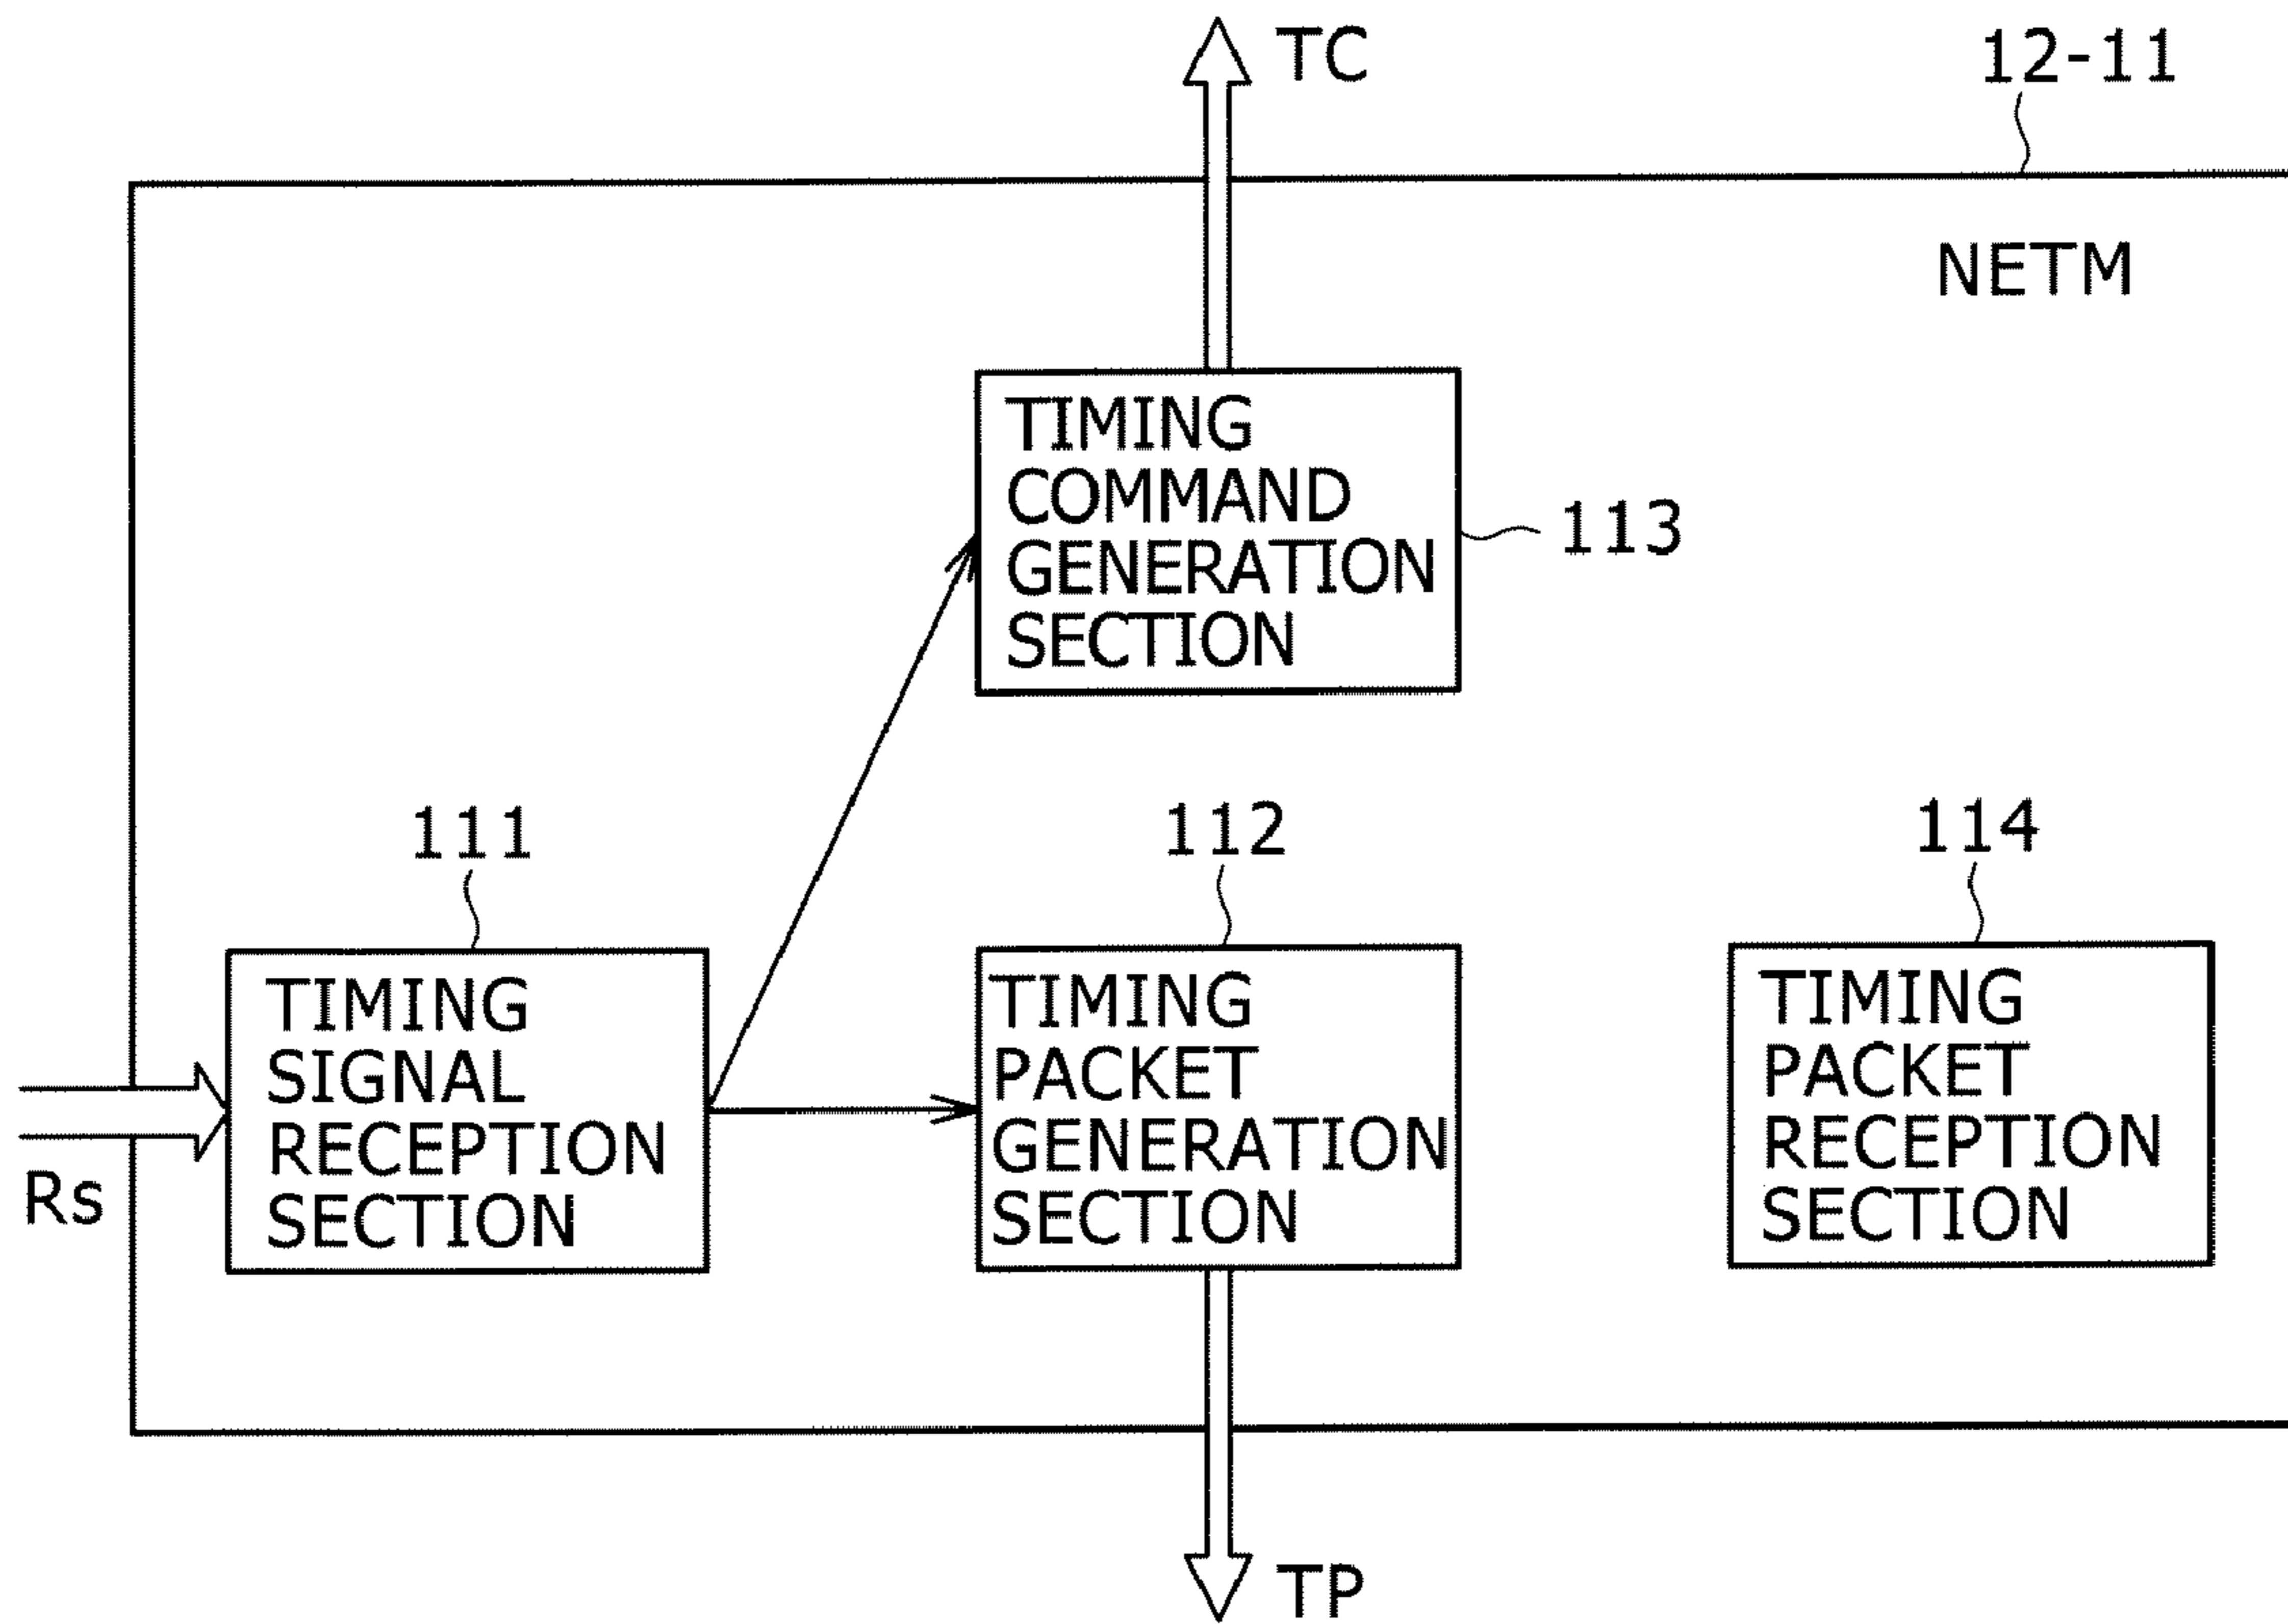 TC
12-11
NETM
TIMING
COMMAND
GENERATION
SECTION
113
111
112
114
TIMING
SIGNAL
RECEPTION
SECTION
TIMING
PACKET
GENERATION
SECTION
TIMING
PACKET
RECEPTION
SECTION
Rs
TP